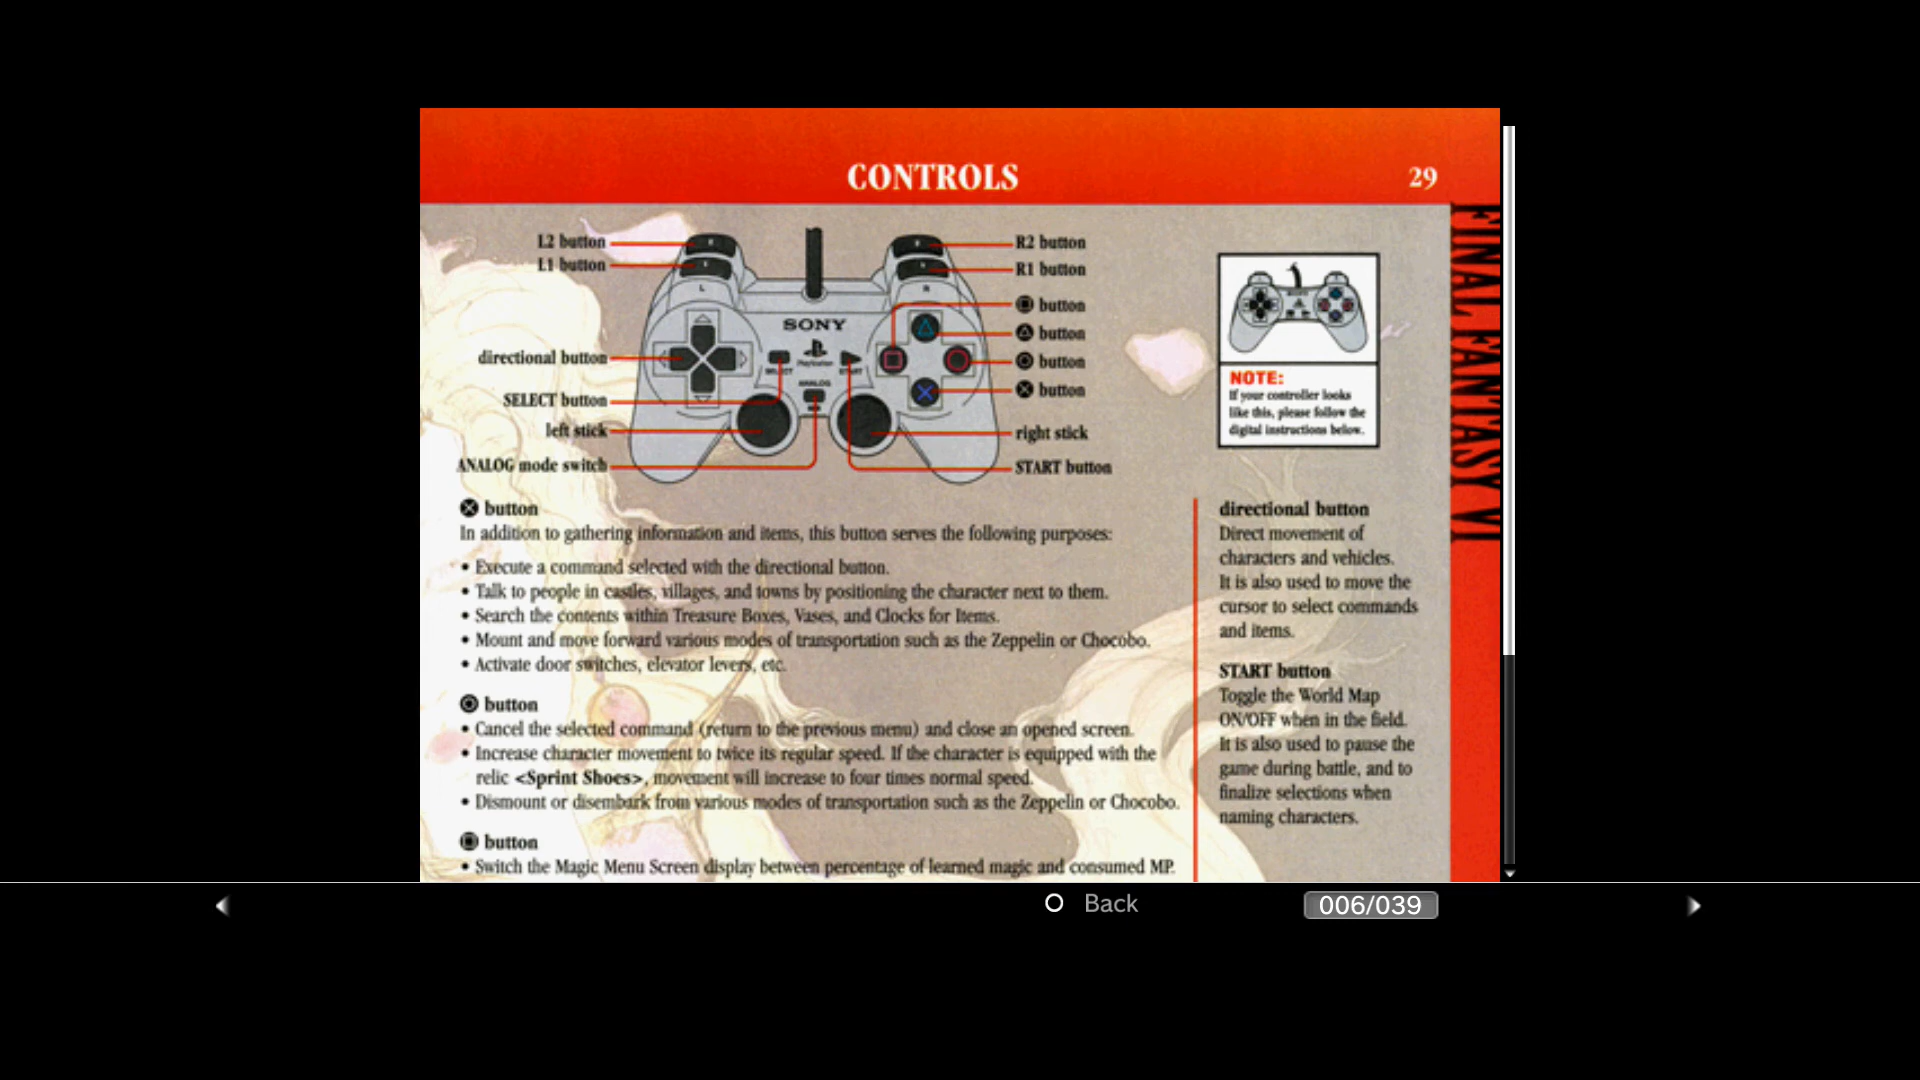 CONTROLS
29
FINAL FANTASY VI
L2 button
L1 button
directional button
SELECT button
left stick
ANALOG mode switch
R2 button
R1 button
button
button
button
button
right stick
START button
L
R
SONY
PlayStation
SELECT
START
ANALOG
NOTE:
If your controller looks
like this, please follow the
digital instructions below.
button
In addition to gathering information and items, this button serves the following purposes:
• Execute a command selected with the directional button.
• Talk to people in castles, villages, and towns by positioning the character next to them.
• Search the contents within Treasure Boxes, Vases, and Clocks for Items.
• Mount and move forward various modes of transportation such as the Zeppelin or Chocobo.
• Activate door switches, elevator levers, etc.
button
• Cancel the selected command (return to the previous menu) and close an opened screen.
• Increase character movement to twice its regular speed. If the character is equipped with the
relic <Sprint Shoes>, movement will increase to four times normal speed.
• Dismount or disembark from various modes of transportation such as the Zeppelin or Chocobo.
button
• Switch the Magic Menu Screen display between percentage of learned magic and consumed MP.
directional button
Direct movement of
characters and vehicles.
It is also used to move the
cursor to select commands
and items.
START button
Toggle the World Map
ON/OFF when in the field.
It is also used to pause the
game during battle, and to
finalize selections when
naming characters.
Back
006/039